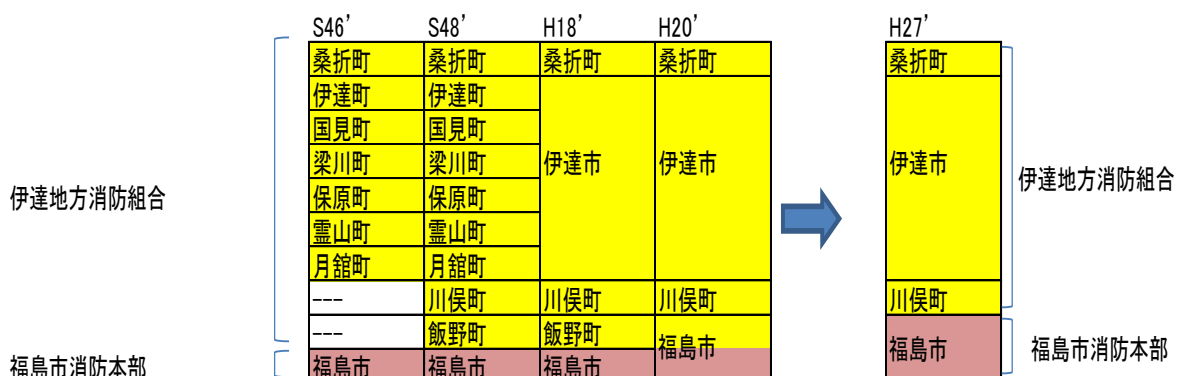 S46’ S48’ H18’ H20’ H27’
桑折町 桑折町 桑折町 桑折町 桑折町
伊達町 伊達町
国見町 国見町
梁川町 梁川町 伊達市 伊達市 伊達市
伊達地方消防組合 保原町 保原町 伊達地方消防組合
霊山町 霊山町
月舘町 月舘町
--- 川俣町 川俣町 川俣町 川俣町
--- 飯野町 飯野町
福島市消防本部 福島市 福島市 福島市 福島市 福島市 福島市消防本部